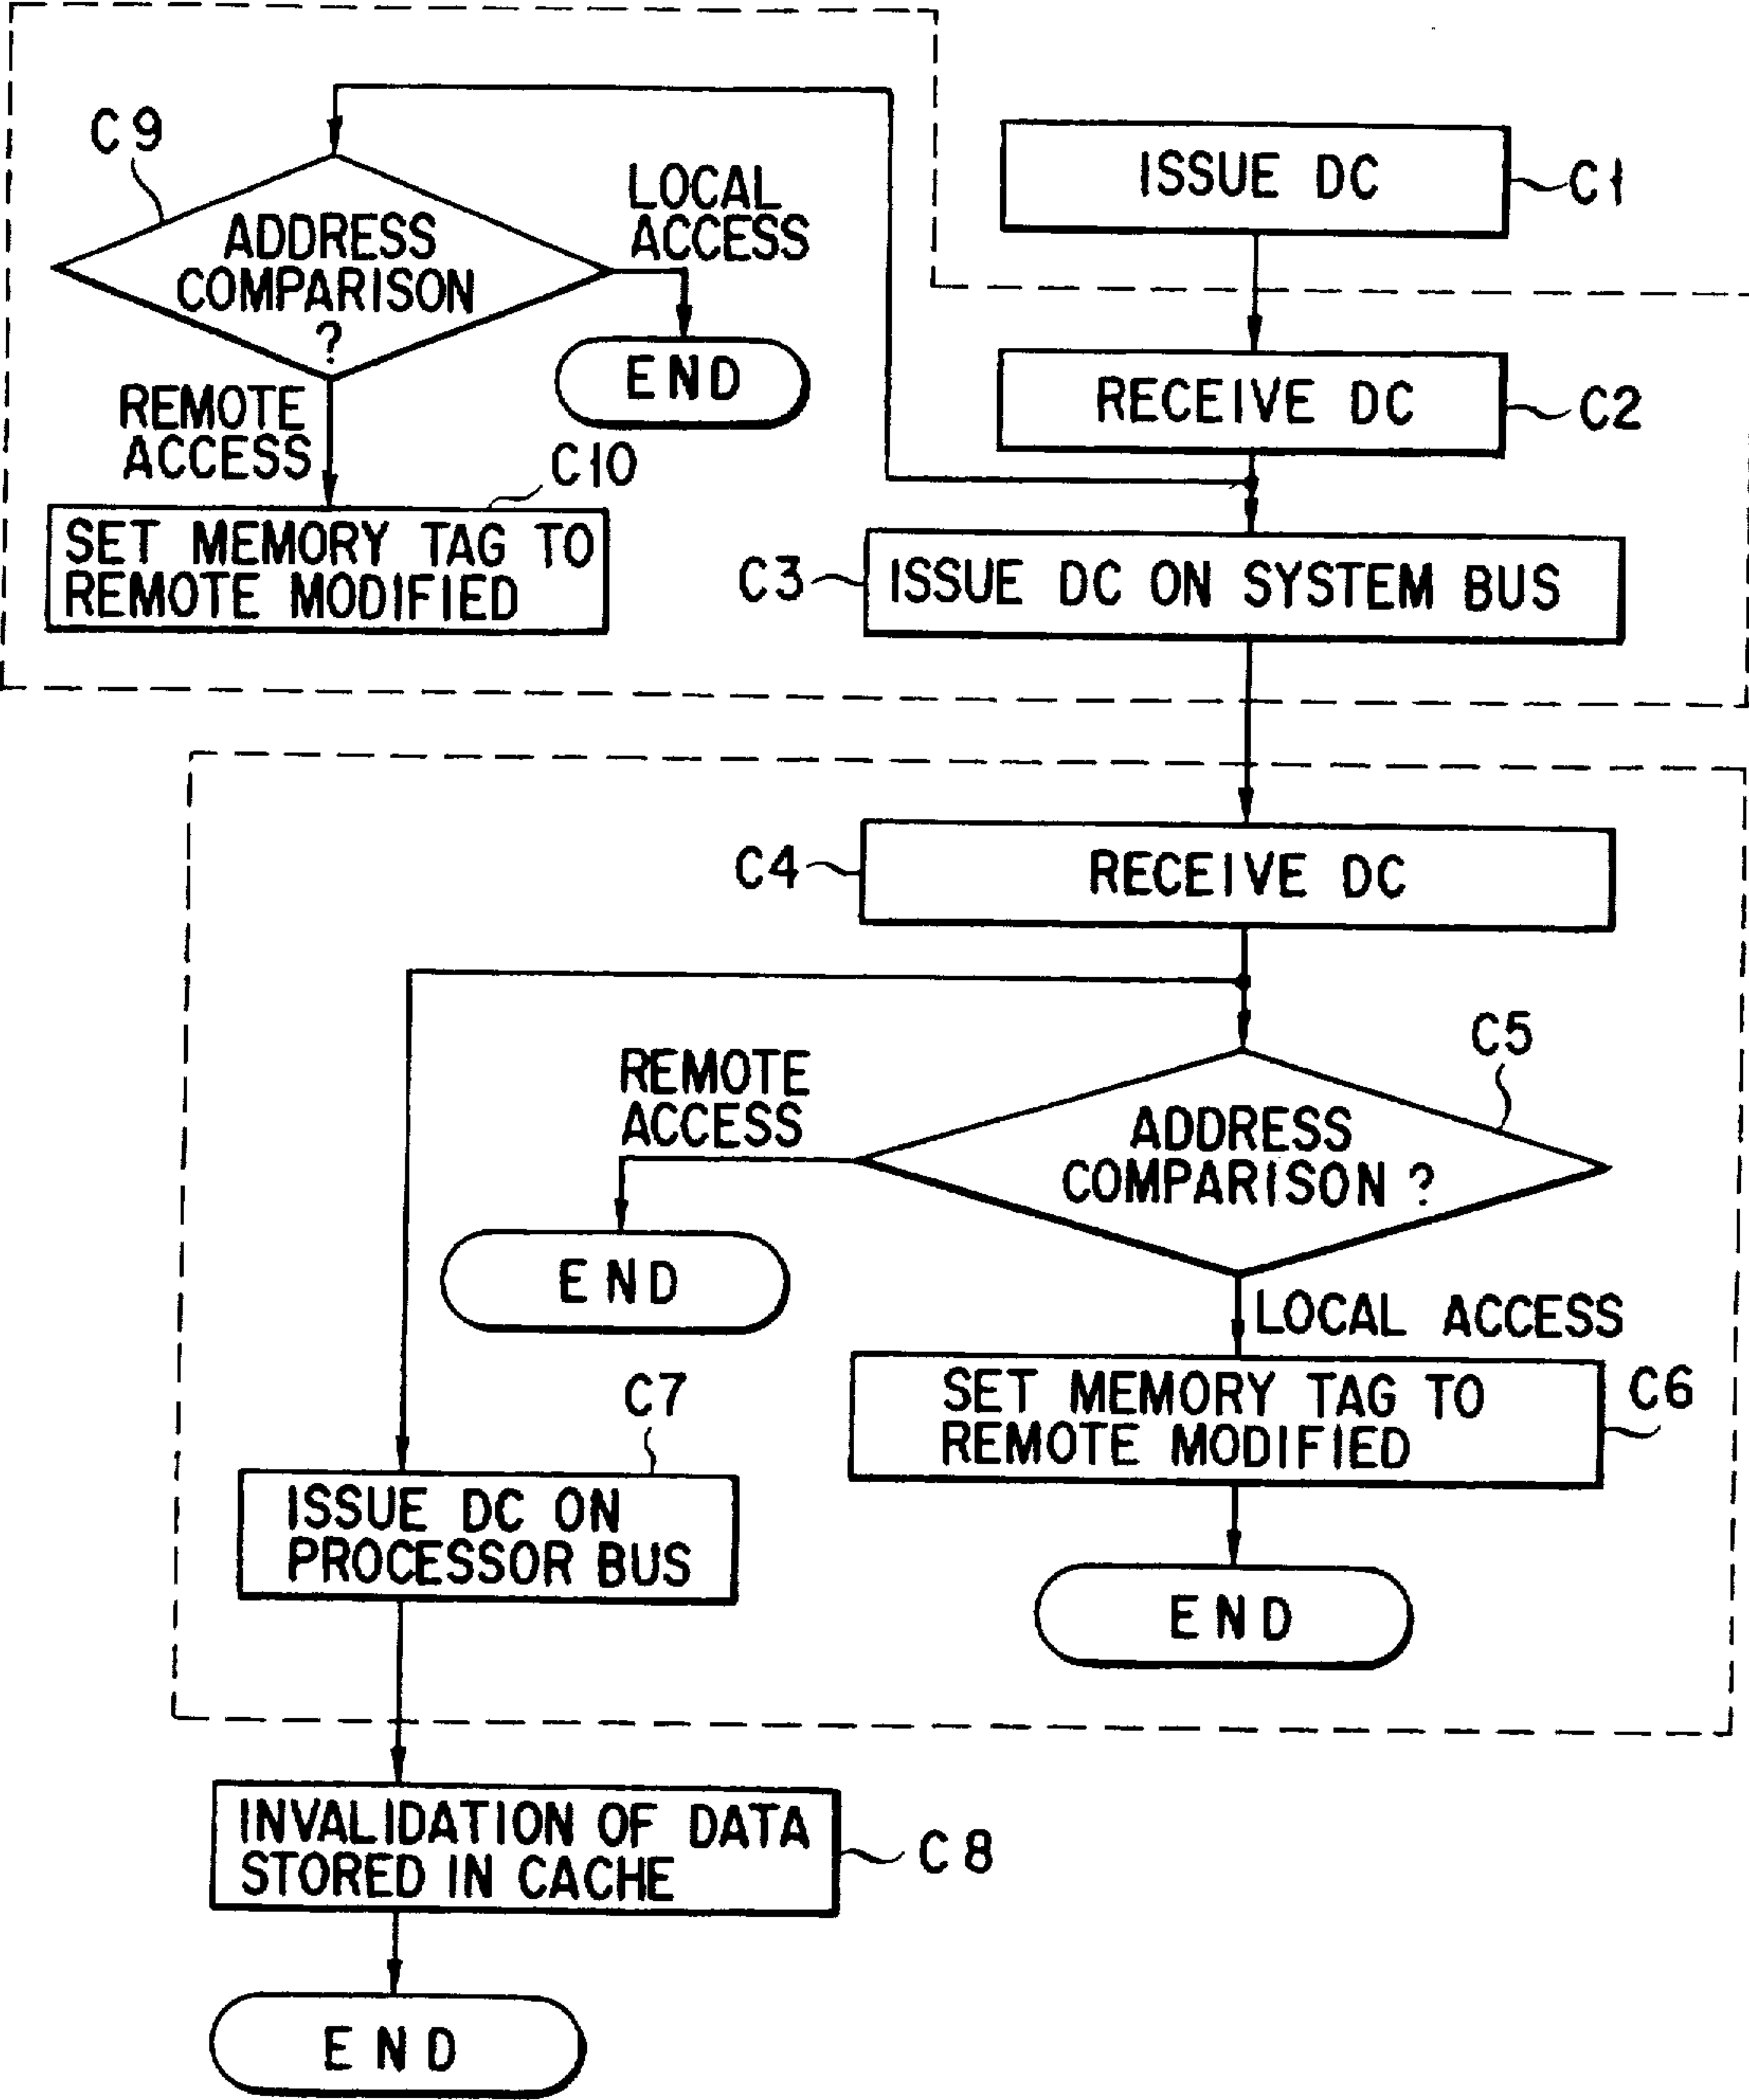 ISSUE DC
C1
C9
LOCAL
ACCESS
ADDRESS
COMPARISON
?
END
RECEIVE DC
C2
REMOTE
ACCESS
C10
SET MEMORY TAG TO
REMOTE MODIFIED
C3
ISSUE DC ON SYSTEM BUS
C4
RECEIVE DC
C5
REMOTE
ACCESS
ADDRESS
COMPARISON ?
END
LOCAL ACCESS
SET MEMORY TAG TO
REMOTE MODIFIED
C6
C7
ISSUE DC ON
PROCESSOR BUS
END
INVALIDATION OF DATA
STORED IN CACHE
C8
END